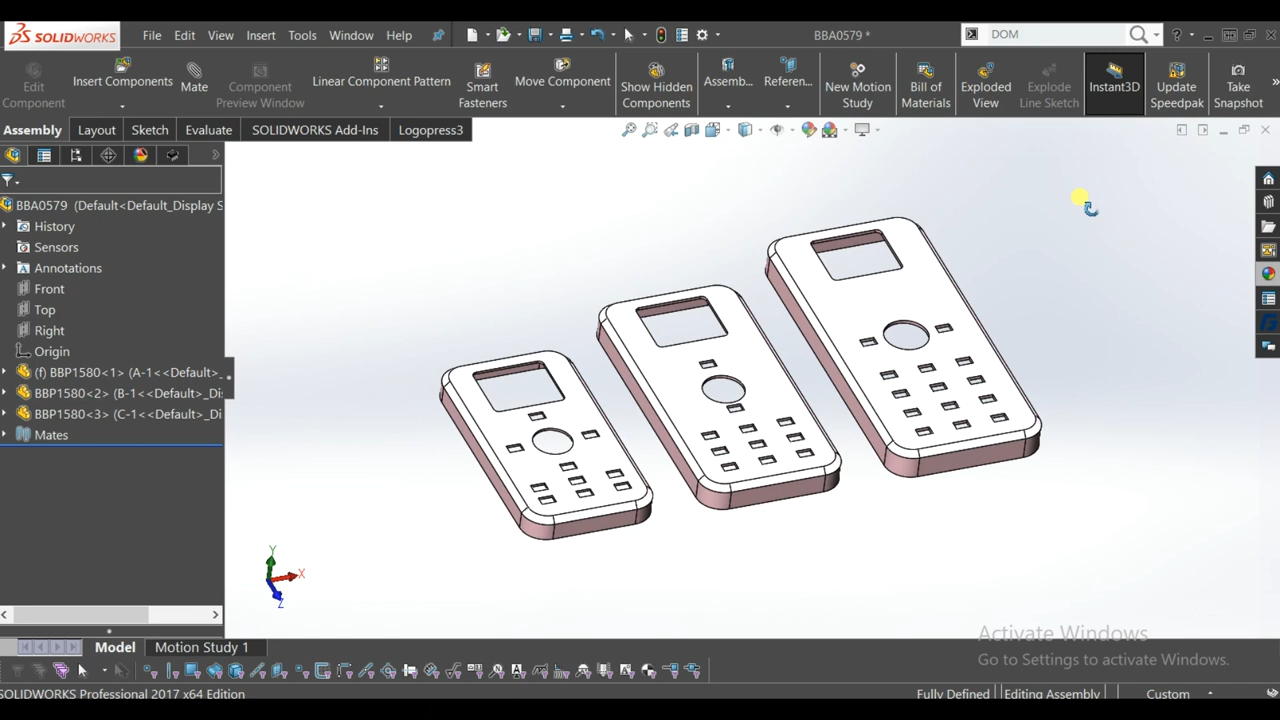 SOLIDWORKS File Edit View Insert Tools Window Help BBA0579 * DOM
Edit Component
Insert Components
Mate
Component Preview Window
Linear Component Pattern
Smart Fasteners
Move Component
Show Hidden Components
Assemb...
Referen...
New Motion Study
Bill of Materials
Exploded View
Explode Line Sketch
Instant3D
Update Speedpak
Take Snapshot
Assembly Layout Sketch Evaluate SOLIDWORKS Add-Ins Logopress3
BBA0579 (Default<Default_Display S
History
Sensors
Annotations
Front
Top
Right
Origin
(f) BBP1580<1> (A-1<<Default>_
BBP1580<2> (B-1<<Default>_Di
BBP1580<3> (C-1<<Default>_Di
Mates
Y
X
Z
Activate Windows
Go to Settings to activate Windows.
Model Motion Study 1
SOLIDWORKS Professional 2017 x64 Edition Fully Defined Editing Assembly Custom